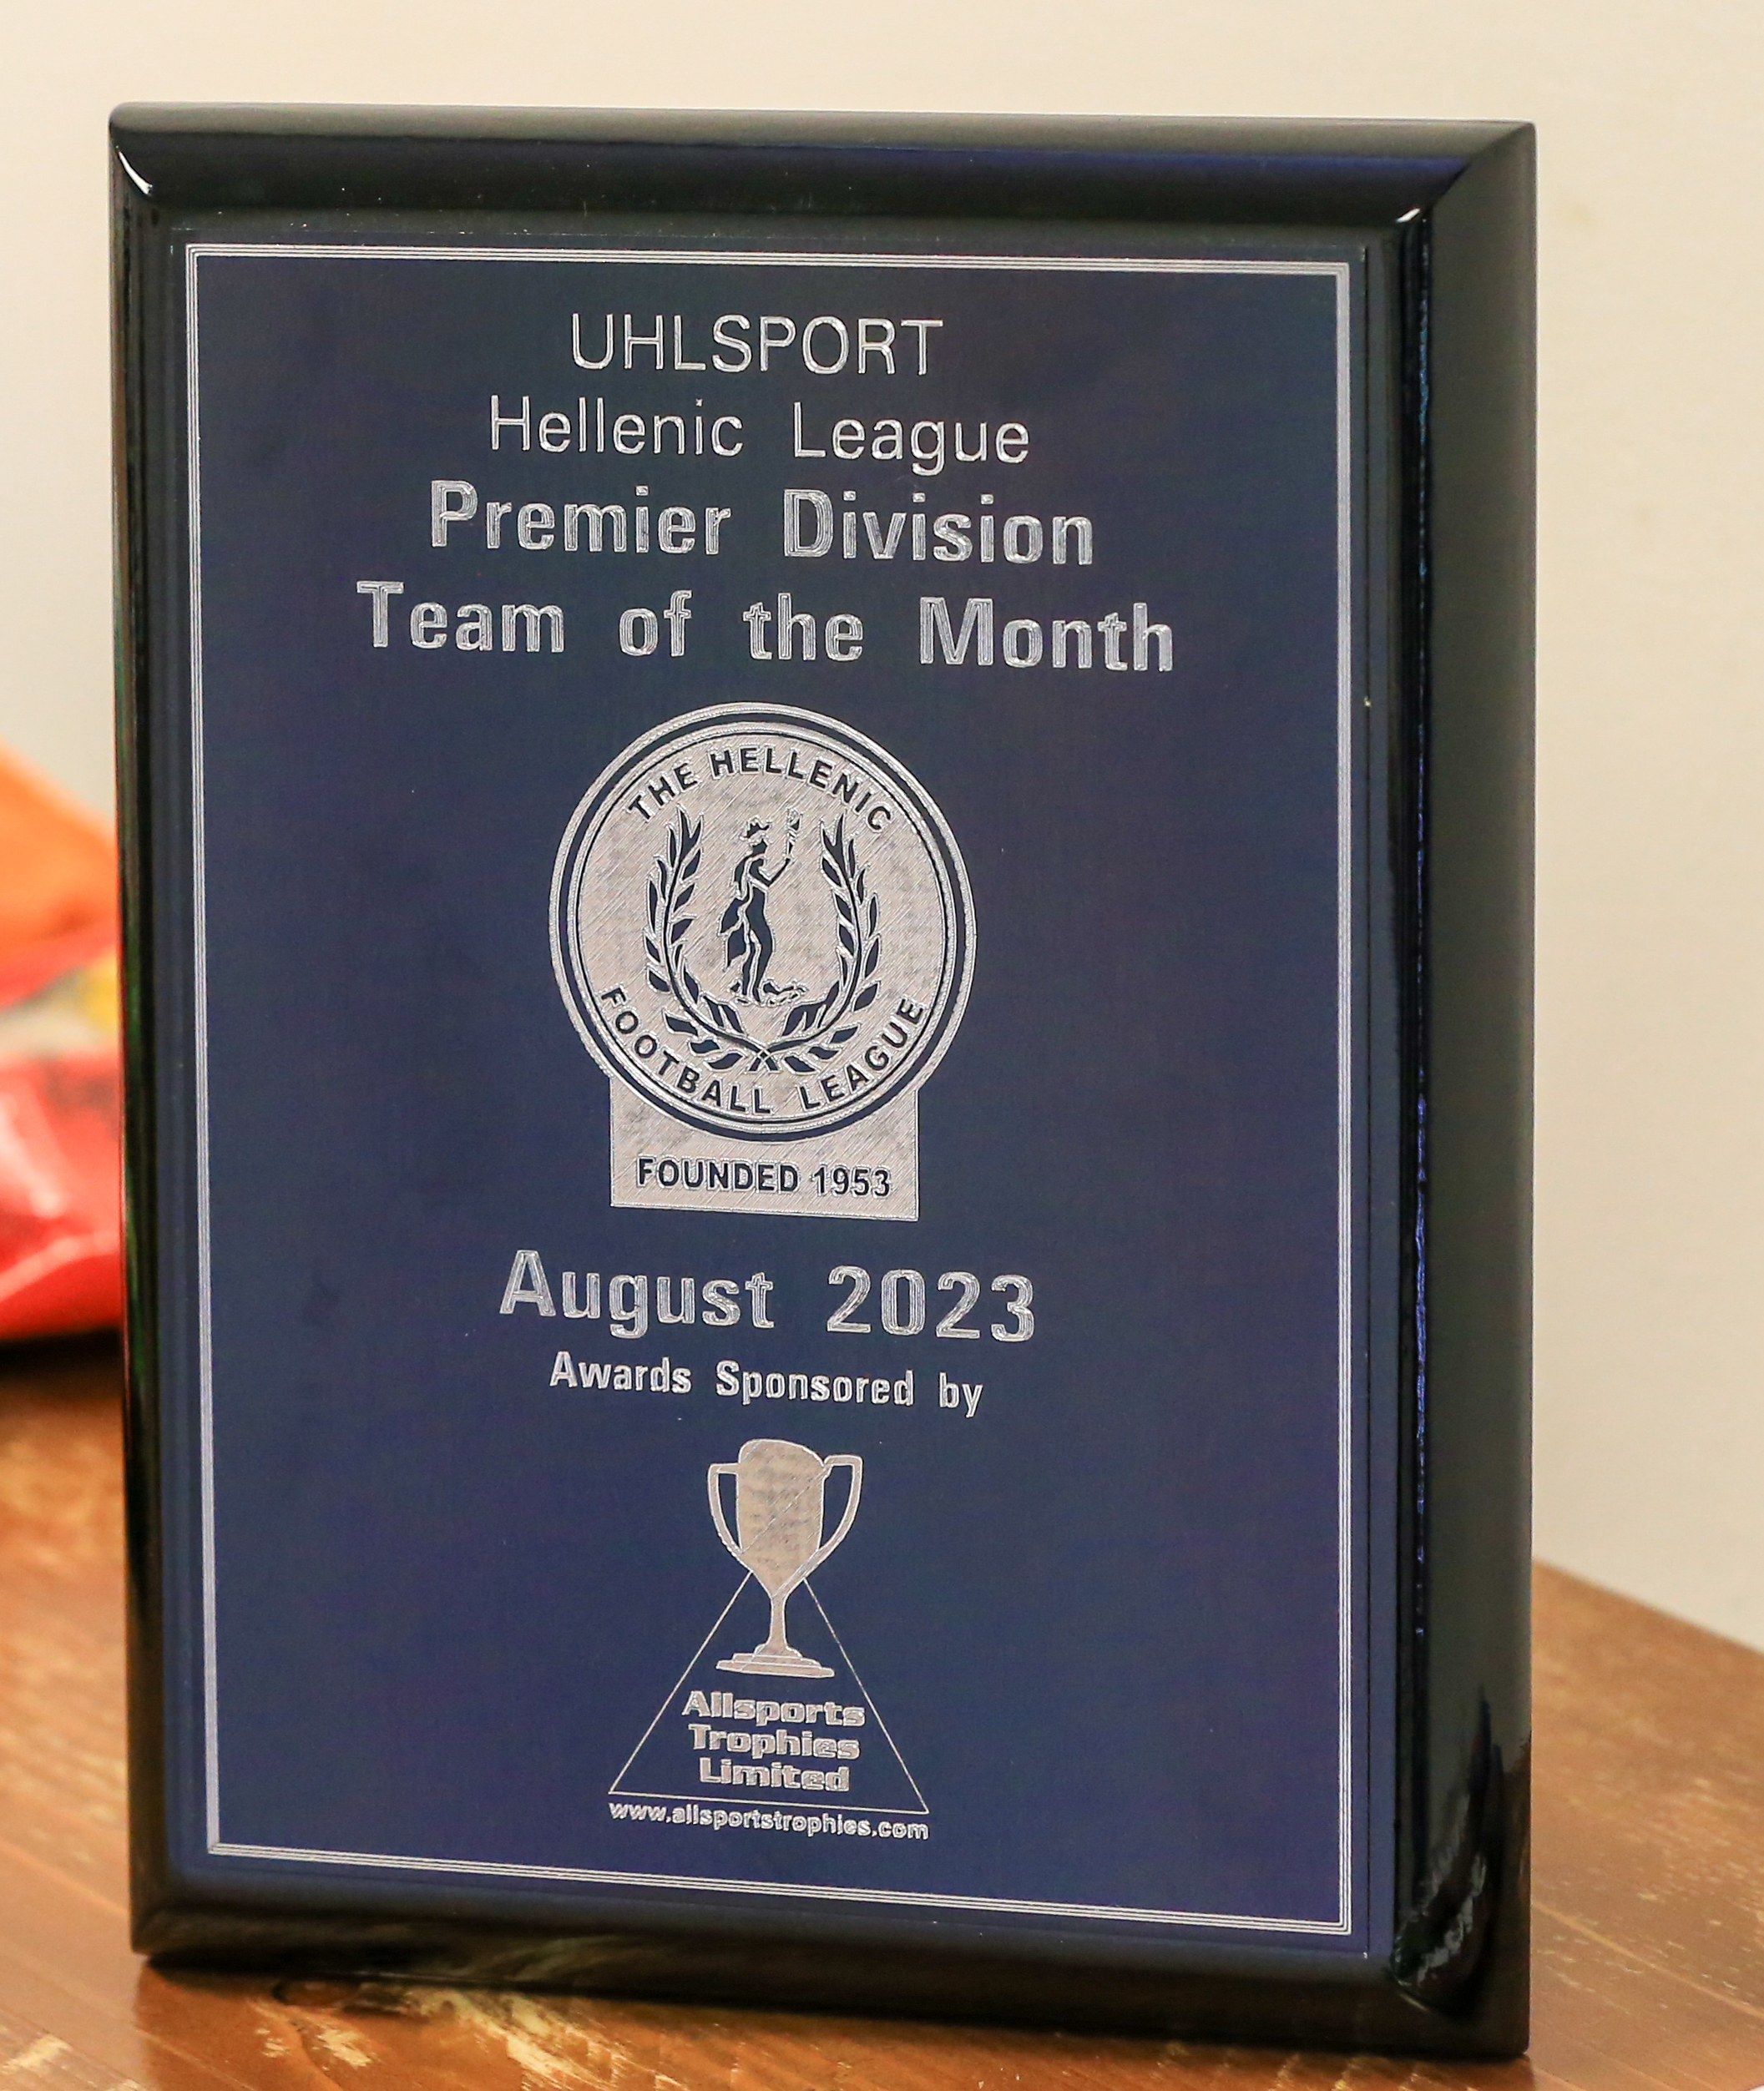 UHLSPORT
Hellenic League
Premier Division
Team of the Month
THE HELLENIC
FOOTBALL LEAGUE
FOUNDED 1953
August 2023
Awards Sponsored by
Allsports
Trophies
Limited
www.allsportstrophies.com